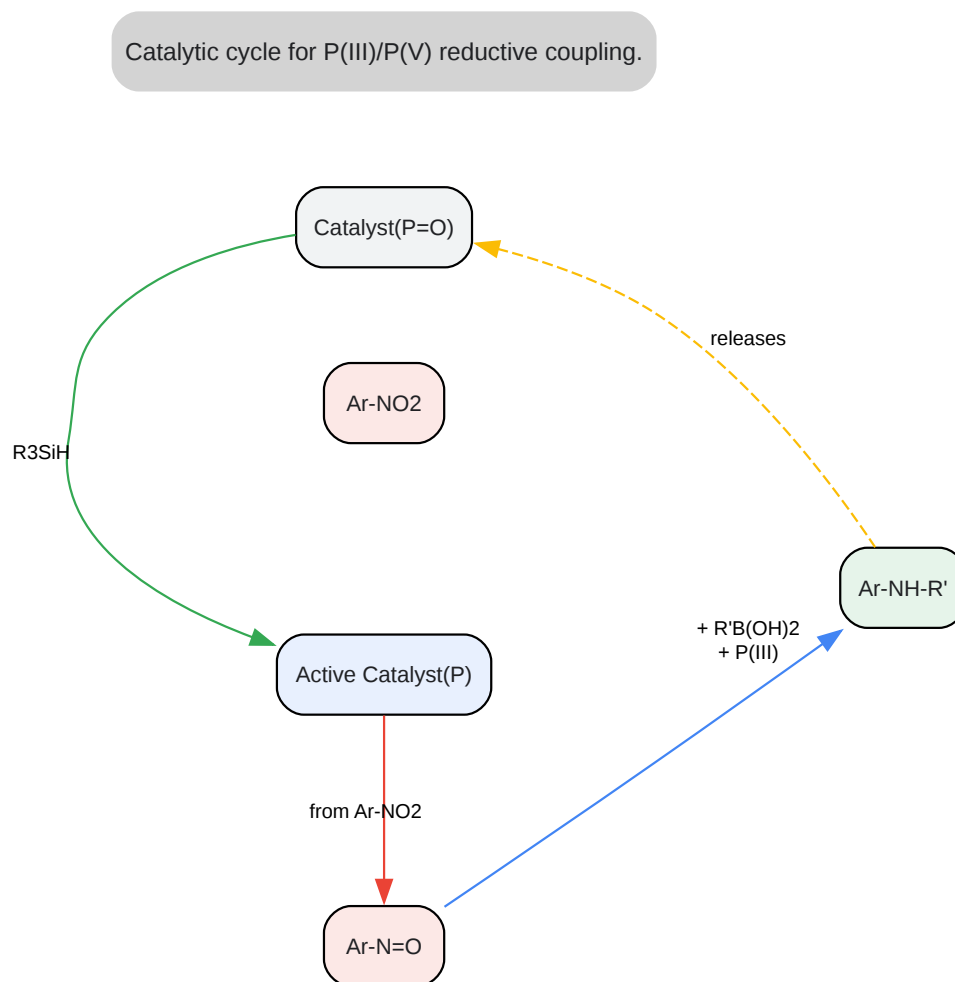 Catalytic cycle for P(III)/P(V) reductive coupling.
Catalyst(P=O)
releases
Ar-NO2
R3SiH
Ar-NH-R'
+ R'B(OH)2
+ P(III)
Active Catalyst(P)
from Ar-NO2
Ar-N=O